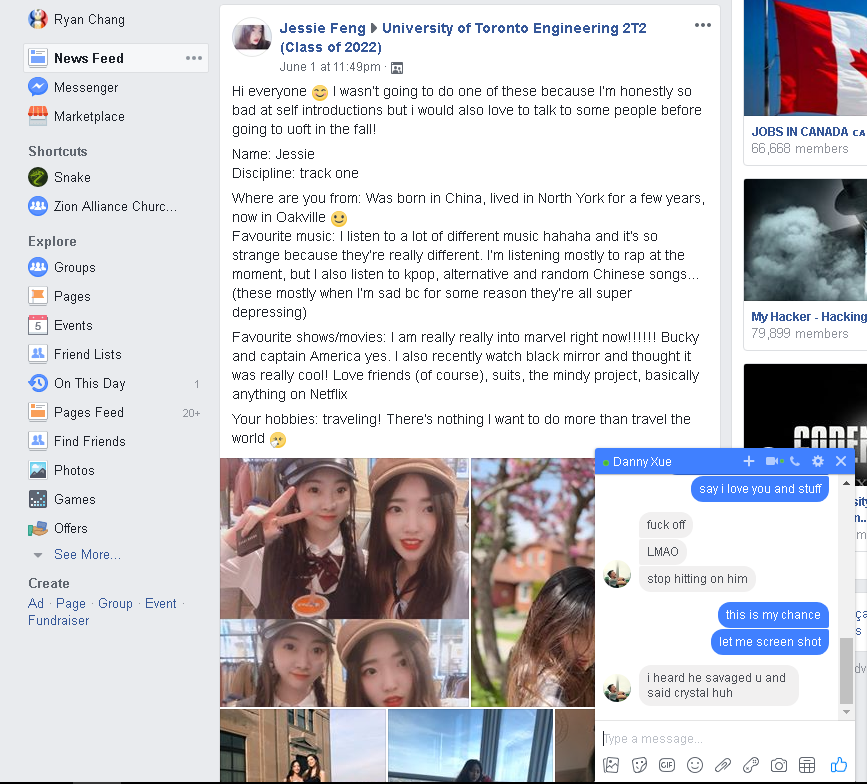 Ryan Chang
News Feed
Messenger
Marketplace
Shortcuts
Snake
Zion Alliance Churc...
Explore
Groups
Pages
5
Events
Friend Lists
On This Day 1
Pages Feed 20+
Find Friends
Photos
Games
Offers
See More...
Create
Ad · Page · Group · Event ·
Fundraiser
Jessie Feng ▶ University of Toronto Engineering 2T2
(Class of 2022)
June 1 at 11:49pm ·
Hi everyone 😊 I wasn't going to do one of these because I'm honestly so
bad at self introductions but i would also love to talk to some people before
going to uoft in the fall!
Name: Jessie
Discipline: track one
Where are you from: Was born in China, lived in North York for a few years,
now in Oakville 🙂
Favourite music: I listen to a lot of different music hahaha and it's so
strange because they're really different. I'm listening mostly to rap at the
moment, but I also listen to kpop, alternative and random Chinese songs...
(these mostly when I'm sad bc for some reason they're all super
depressing)
Favourite shows/movies: I am really really into marvel right now!!!!!! Bucky
and captain America yes. I also recently watch black mirror and thought it
was really cool! Love friends (of course), suits, the mindy project, basically
anything on Netflix
Your hobbies: traveling! There's nothing I want to do more than travel the
world
JOBS IN CANADA CA
66,668 members
My Hacker - Hacking
79,899 members
Danny Xue
say i love you and stuff
fuck off
LMAO
stop hitting on him
this is my chance
let me screen shot
i heard he savaged u and
said crystal huh
Type a message...
GIF